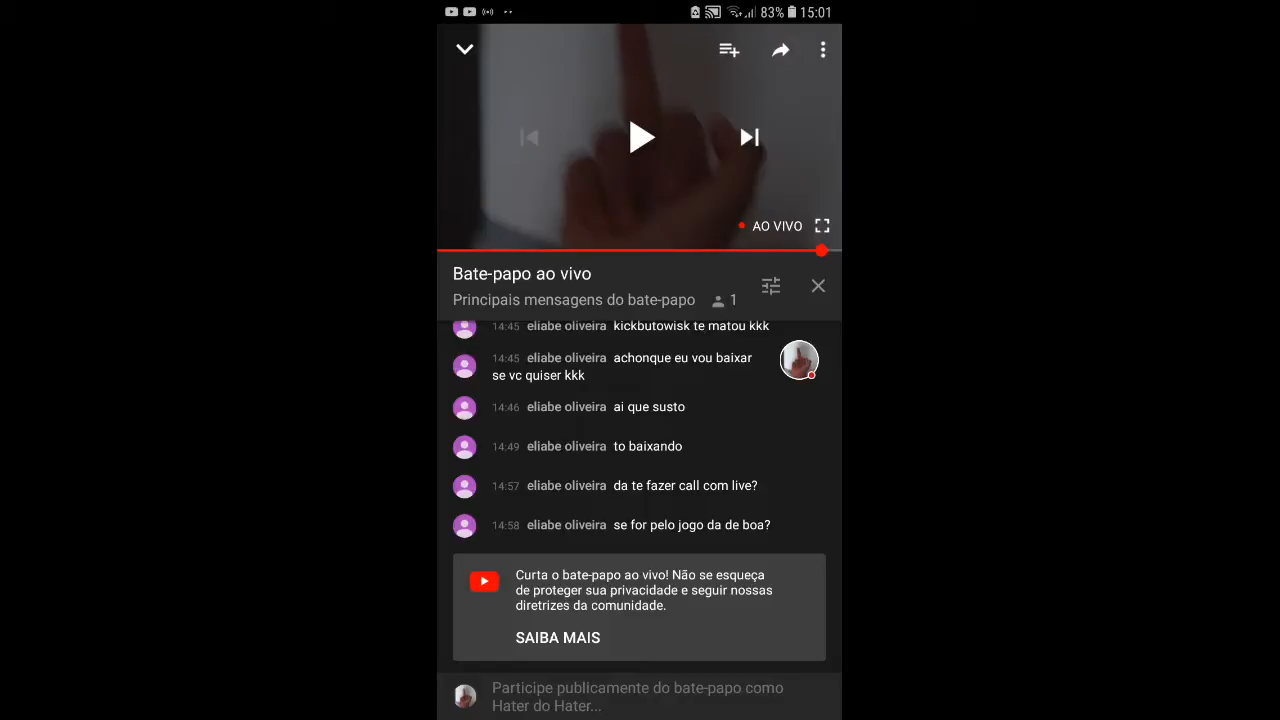 83% 15:01
AO VIVO
Bate-papo ao vivo
Principais mensagens do bate-papo 1
14:45 eliabe oliveira kickbutowisk te matou kkk
14:45 eliabe oliveira achonque eu vou baixar
se vc quiser kkk
14:46 eliabe oliveira ai que susto
14:49 eliabe oliveira to baixando
14:57 eliabe oliveira da te fazer call com live?
14:58 eliabe oliveira se for pelo jogo da de boa?
Curta o bate-papo ao vivo! Não se esqueça
de proteger sua privacidade e seguir nossas
diretrizes da comunidade.
SAIBA MAIS
Participe publicamente do bate-papo como
Hater do Hater...